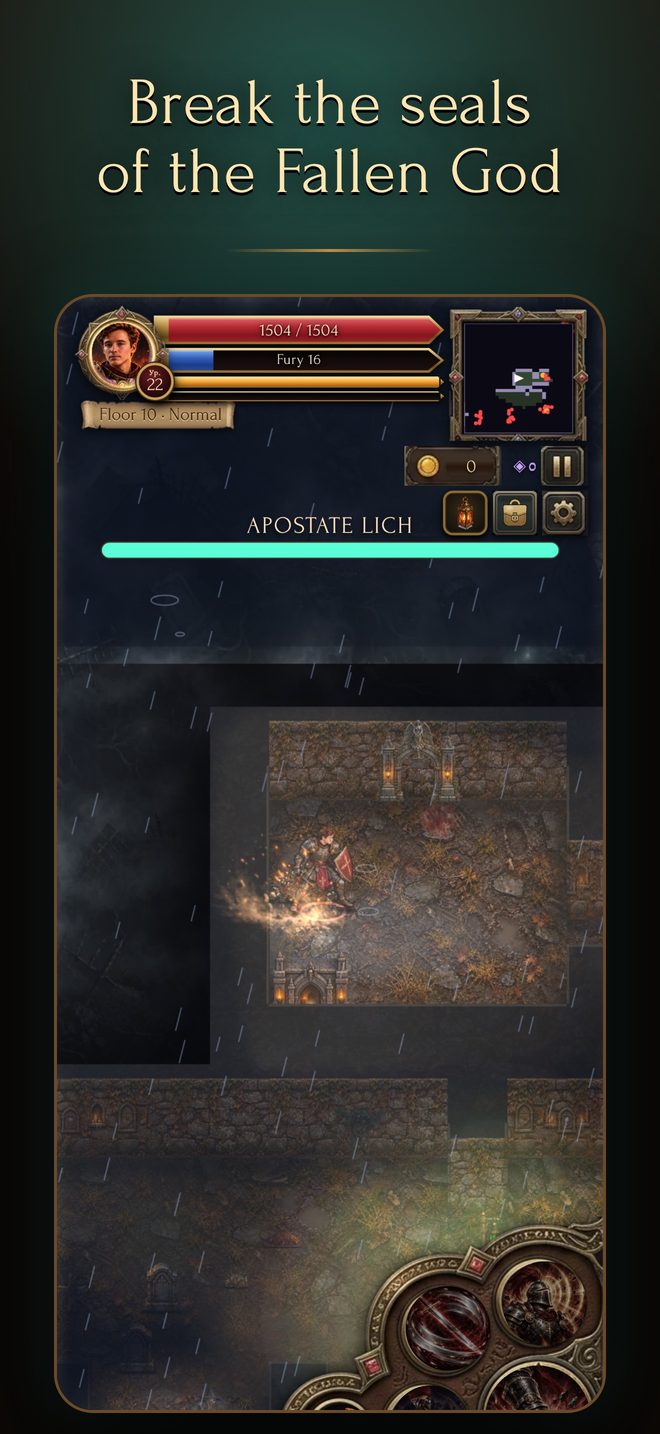 Break the seals
of the Fallen God
1504 / 1504
Fury 16
Ур.
22
Floor 10 · Normal
0
0
APOSTATE LICH